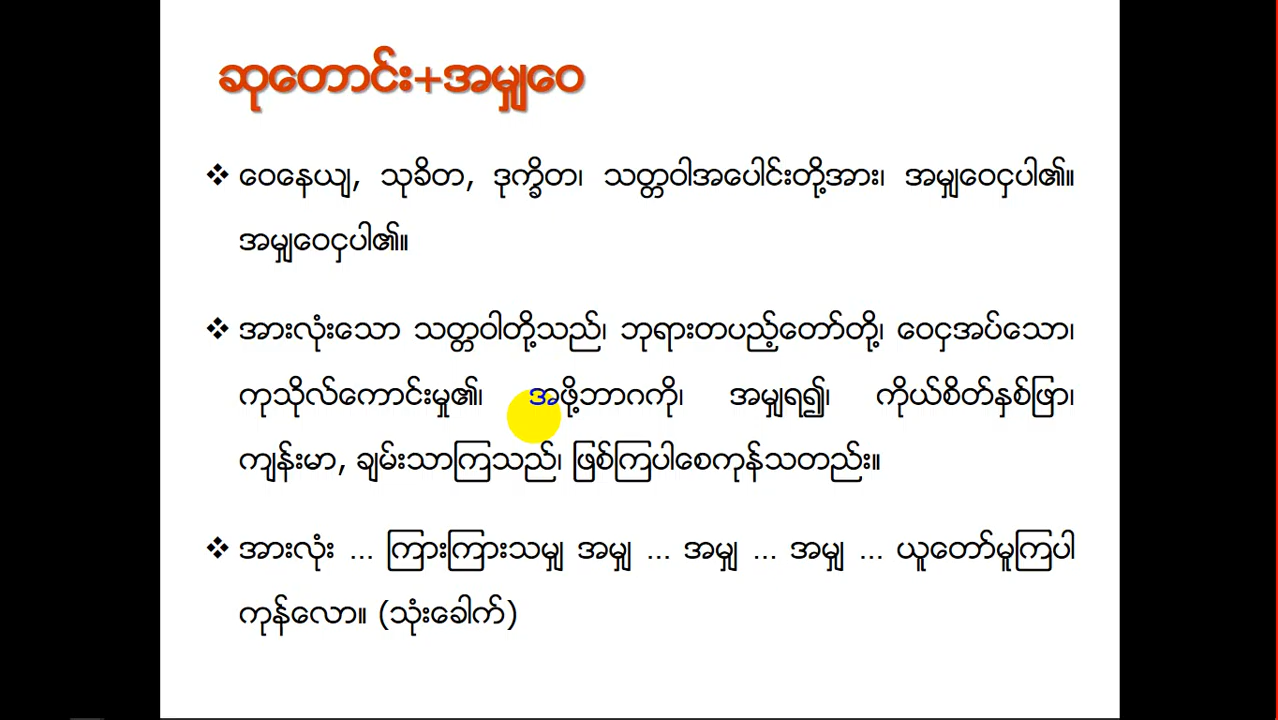 ဆုတောင်း+အမျှဝေ
❖ ဝေနေယျ, သုခိတ, ဒုက္ခိတ၊ သတ္တဝါအပေါင်းတို့အား၊ အမျှဝေငှပါ၏။
အမျှဝေငှပါ၏။
❖ အားလုံးသော သတ္တဝါတို့သည်၊ ဘုရားတပည့်တော်တို့၊ ဝေငှအပ်သော၊
ကုသိုလ်ကောင်းမှု၏၊ အဖို့ဘာဂကို၊ အမျှရ၍၊ ကိုယ်စိတ်နှစ်ဖြာ၊
ကျန်းမာ, ချမ်းသာကြသည်၊ ဖြစ်ကြပါစေကုန်သတည်း။
❖ အားလုံး ... ကြားကြားသမျှ အမျှ ... အမျှ ... အမျှ ... ယူတော်မူကြပါ
ကုန်လော။ (သုံးခေါက်)